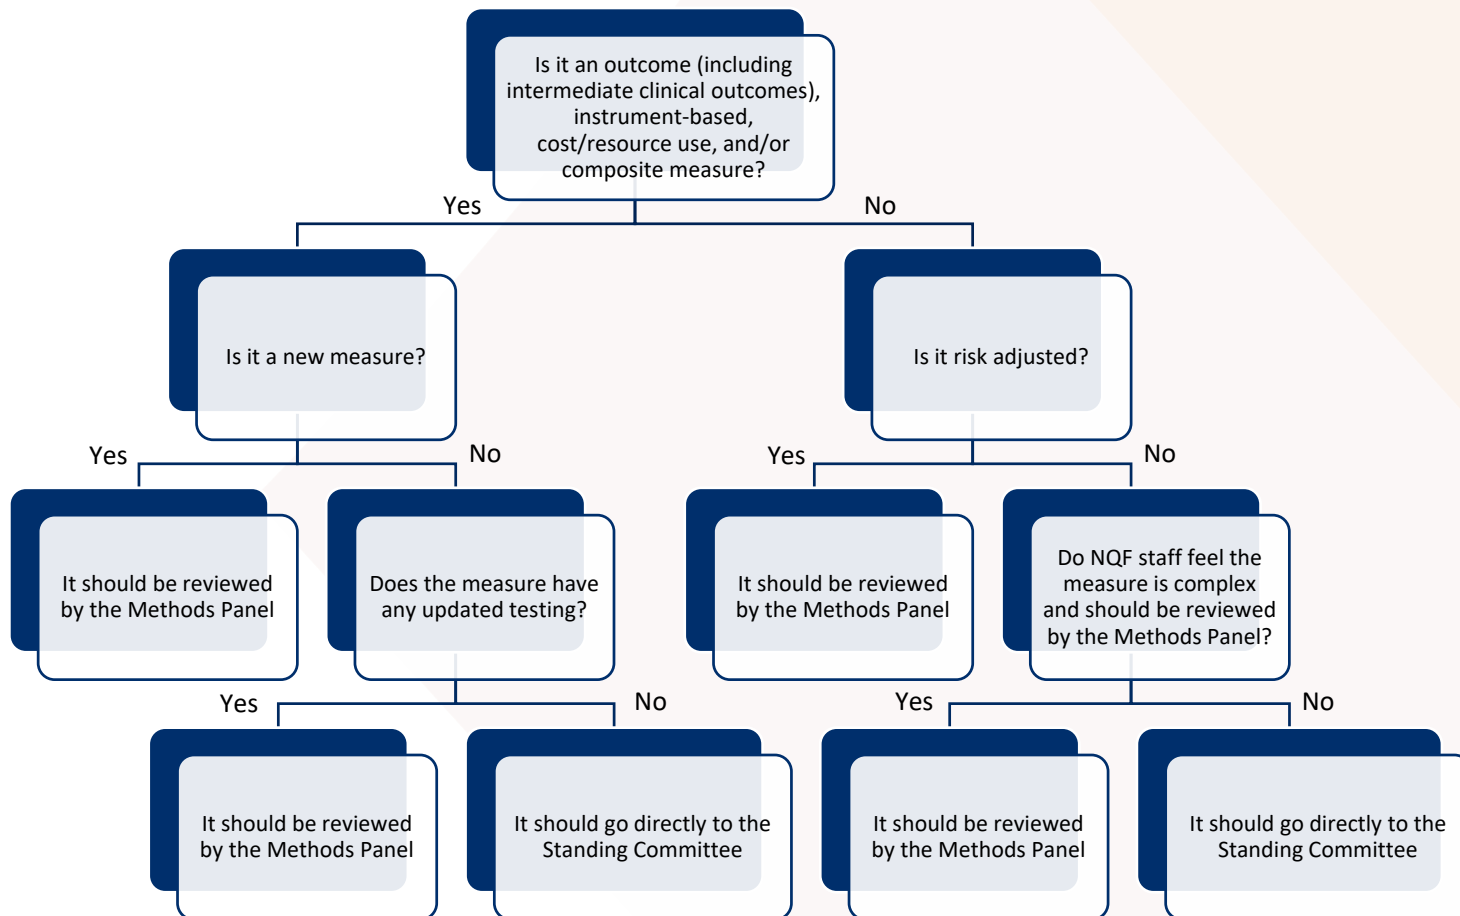 Is it an outcome (including
intermediate clinical outcomes),
instrument-based,
cost/resource use, and/or
composite measure?
Yes
No
Is it a new measure?
Is it risk adjusted?
Yes
No
Yes
No
It should be reviewed
by the Methods Panel
Does the measure have
any updated testing?
It should be reviewed
by the Methods Panel
Do NQF staff feel the
measure is complex
and should be reviewed
by the Methods Panel?
Yes
No
Yes
No
It should be reviewed
by the Methods Panel
It should go directly to the
Standing Committee
It should be reviewed
by the Methods Panel
It should go directly to the
Standing Committee